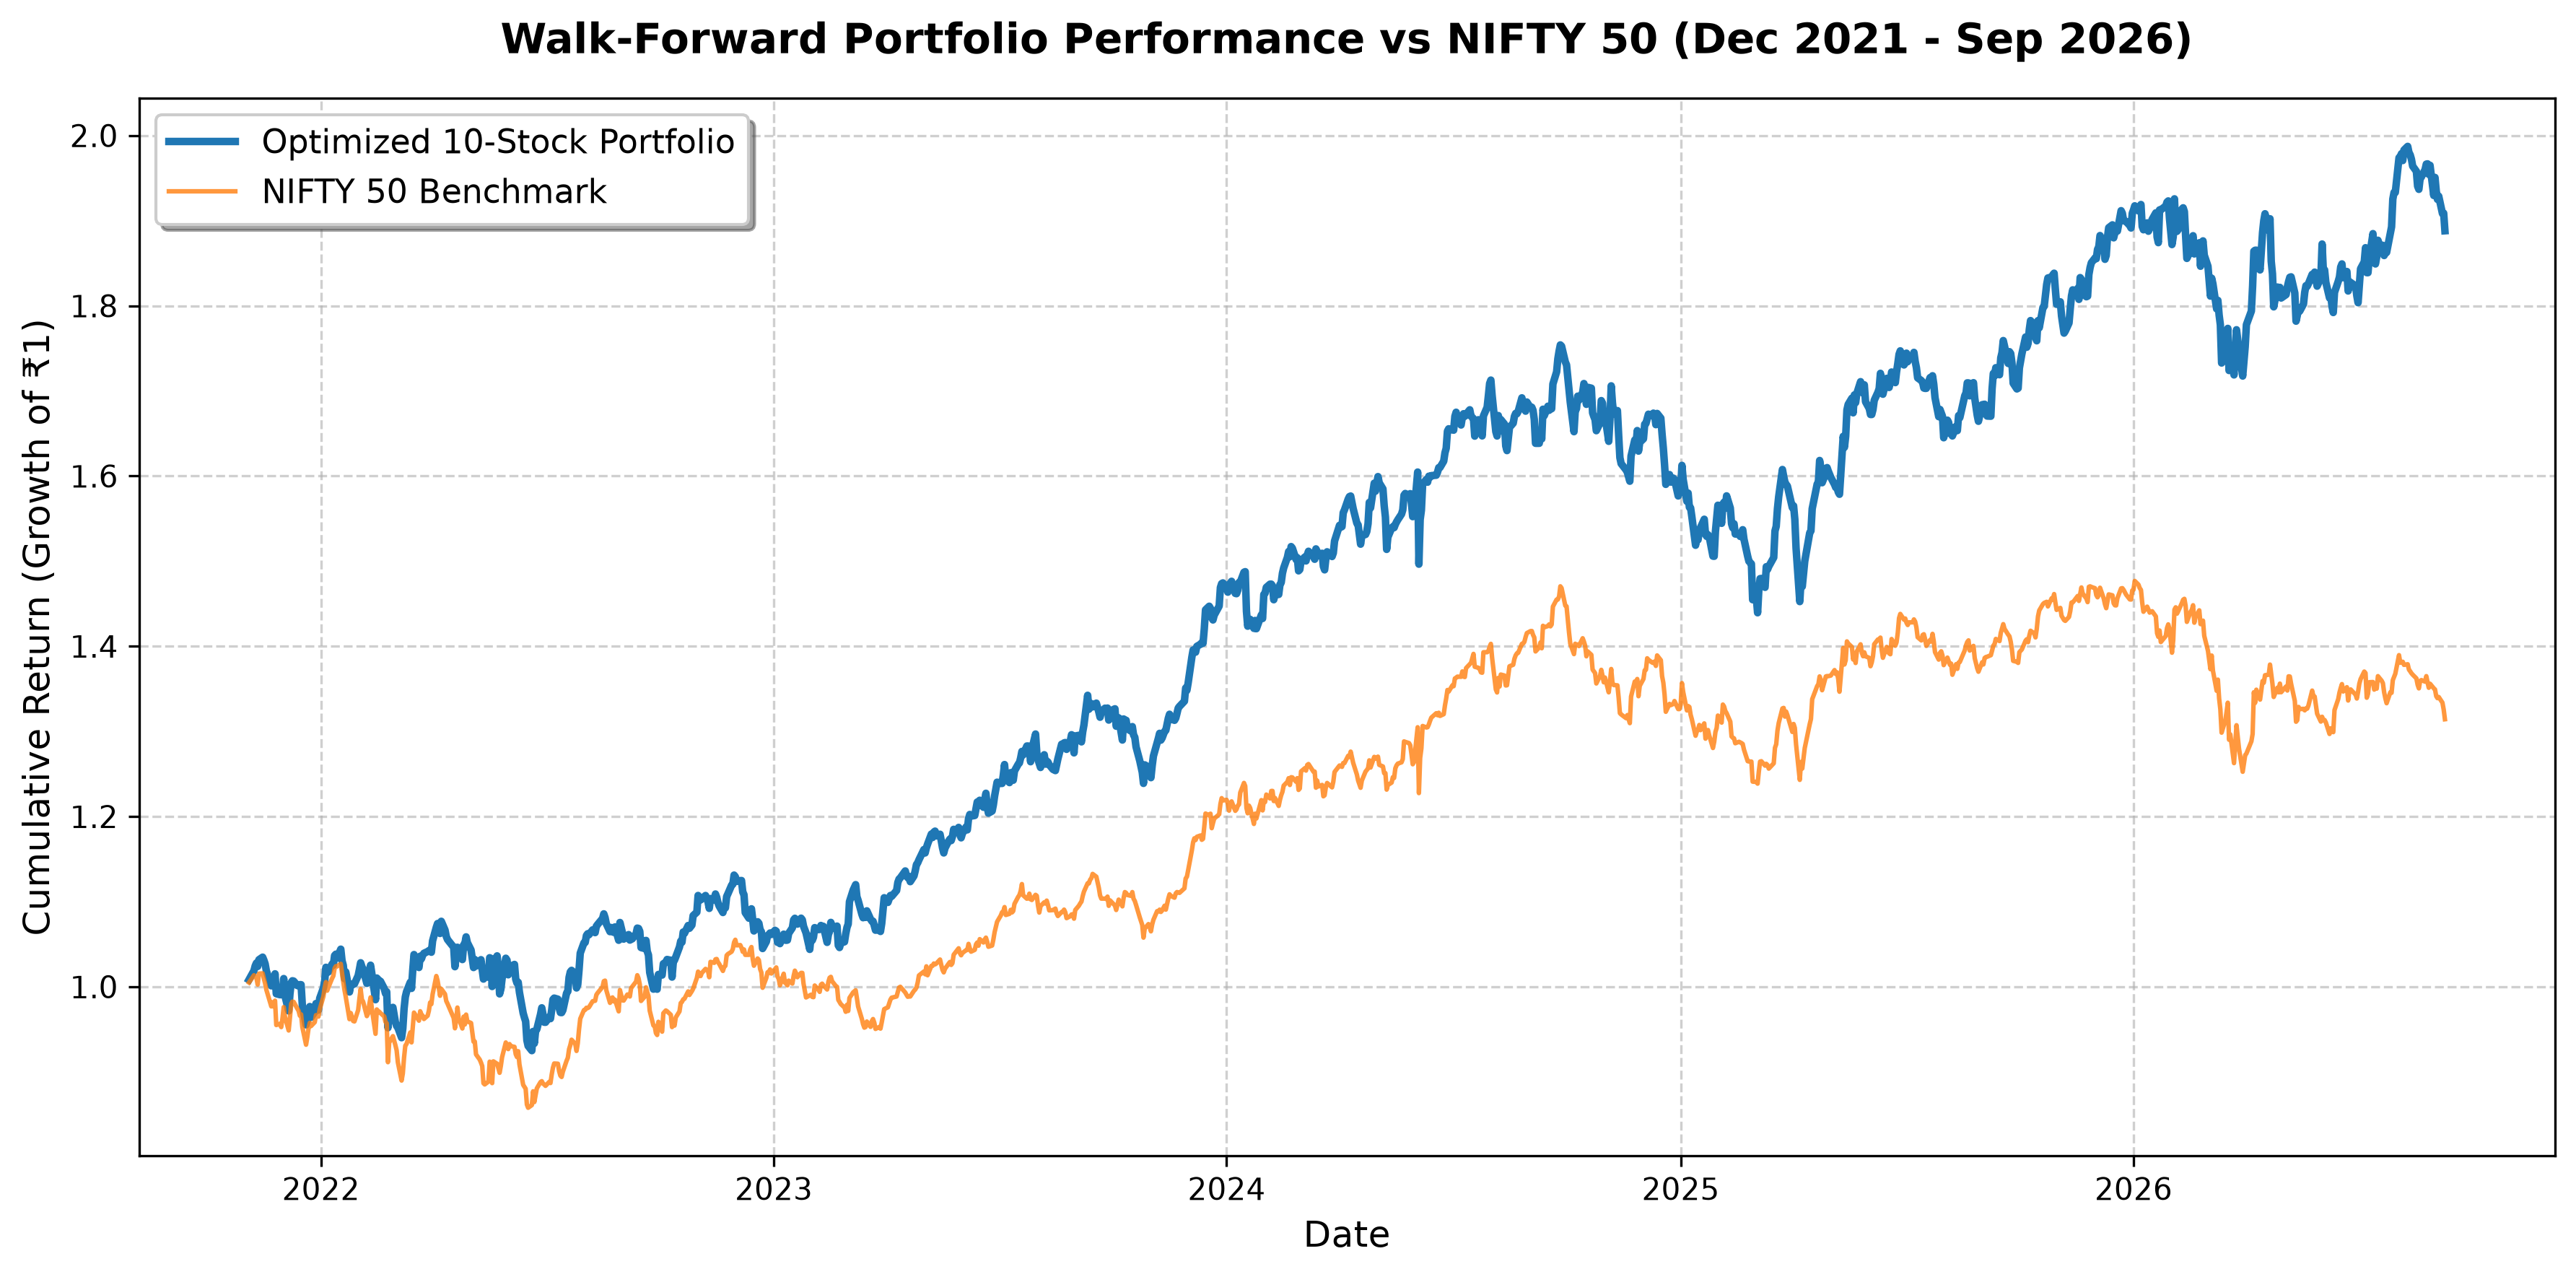 Walk-Forward Portfolio Performance vs NIFTY 50 (Dec 2021 - Sep 2026)
Optimized 10-Stock Portfolio
NIFTY 50 Benchmark
Cumulative Return (Growth of ₹1)
2.0
1.8
1.6
1.4
1.2
1.0
2022 2023 2024 2025 2026
Date